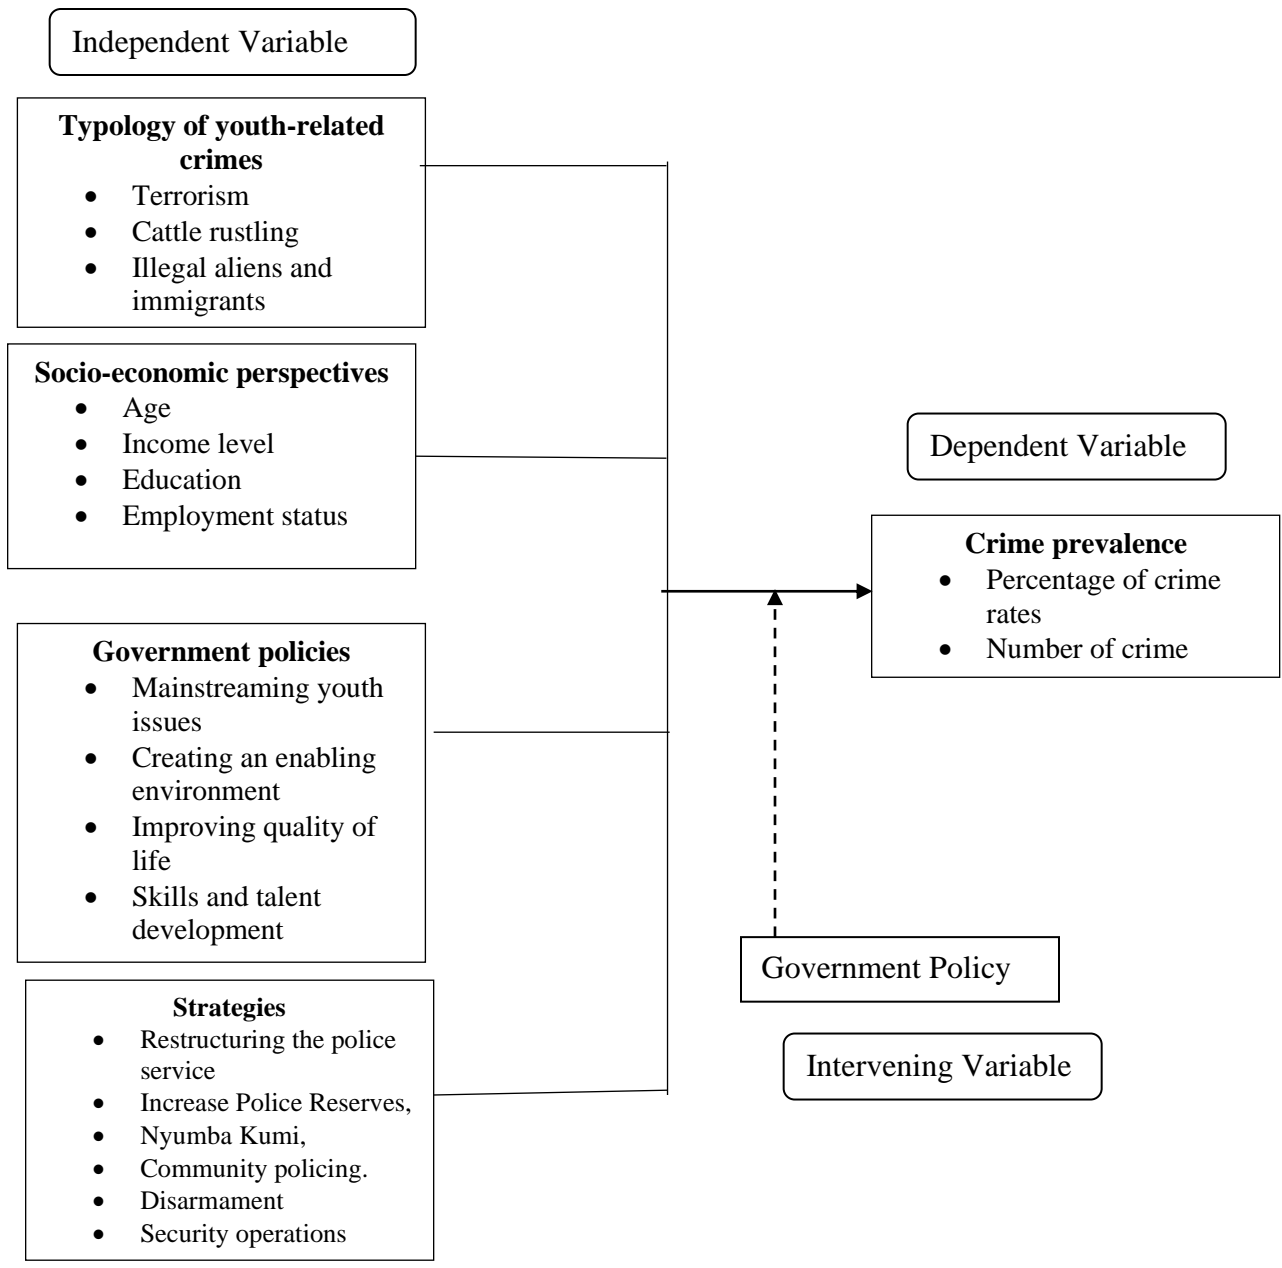 Independent Variable
Typology of youth-related
crimes
• Terrorism
• Cattle rustling
• Illegal aliens and
immigrants
Socio-economic perspectives
• Age
• Income level
• Education
• Employment status
Government policies
• Mainstreaming youth
issues
• Creating an enabling
environment
• Improving quality of
life
• Skills and talent
development
Strategies
• Restructuring the police
service
• Increase Police Reserves,
• Nyumba Kumi,
• Community policing.
• Disarmament
• Security operations
Dependent Variable
Crime prevalence
• Percentage of crime
rates
• Number of crime
Government Policy
Intervening Variable